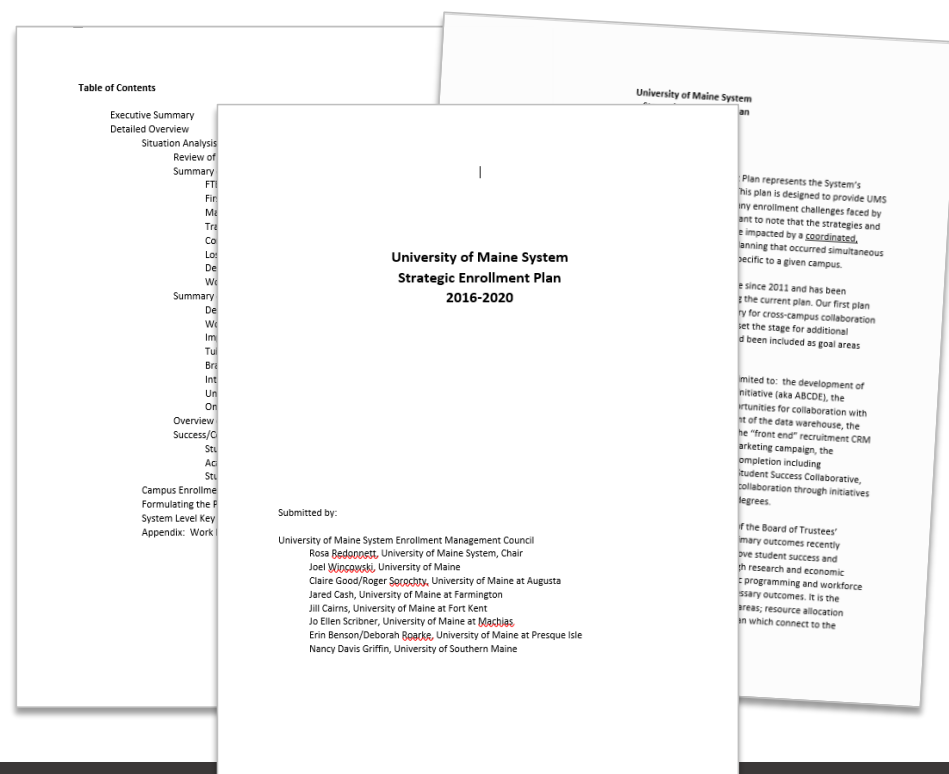 Table of Contents
Executive Summary
Detailed Overview
Situation Analysis
Review of
Summary
Summary
Overview
Campus Enrollme
Formulating the
System Level Key
Appendix: Work
University of Maine System
Strategic Enrollment Plan
2016-2020
Submitted by:
University of Maine System Enrollment Management Council
Rosa Redonnett, University of Maine System, Chair
Joel Wincowski, University of Maine
Claire Good/Roger Sorochty, University of Maine at Augusta
Jared Cash, University of Maine at Farmington
Jill Cairns, University of Maine at Fort Kent
Jo Ellen Scribner, University of Maine at Machias
Erin Benson/Deborah Roarke, University of Maine at Presque Isle
Nancy Davis Griffin, University of Southern Maine
University of Maine System
Plan represents the System's
This plan is designed to provide UMS
ny enrollment challenges faced by
ant to note that the strategies and
e impacted by a coordinated,
lanning that occurred simultaneous
pecific to a given campus.
e since 2011 and has been
g the current plan. Our first plan
ry for cross-campus collaboration
set the stage for additional
d been included as goal areas
mited to: the development of
nitiative (aka ABCDE), the
rtunities for collaboration with
nt of the data warehouse, the
he "front end" recruitment CRM
arketing campaign, the
ompletion including
Student Success Collaborative,
collaboration through initiatives
degrees.
of the Board of Trustees'
imary outcomes recently
ove student success and
gh research and economic
c programming and workforce
ssary outcomes. It is the
areas; resource allocation
an which connect to the